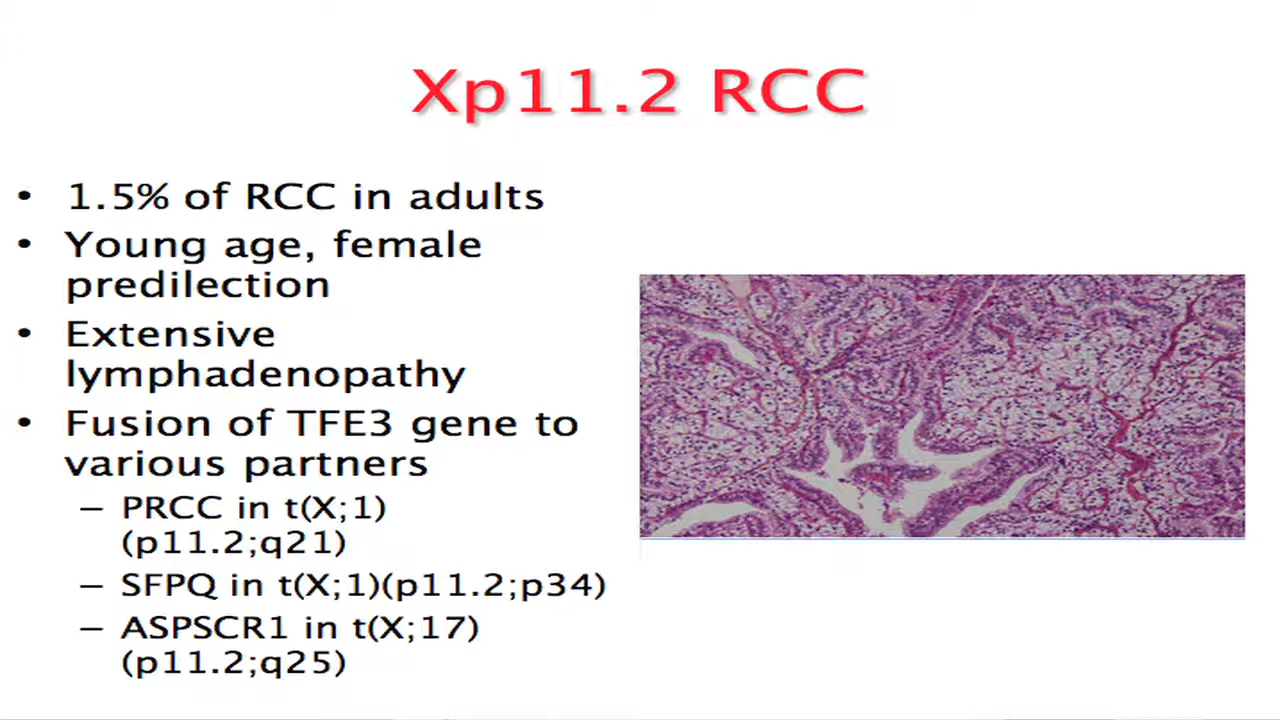 Xp11.2 RCC
• 1.5% of RCC in adults
• Young age, female
predilection
• Extensive
lymphadenopathy
• Fusion of TFE3 gene to
various partners
– PRCC in t(X;1)
(p11.2;q21)
– SFPQ in t(X;1)(p11.2;p34)
– ASPSCR1 in t(X;17)
(p11.2;q25)